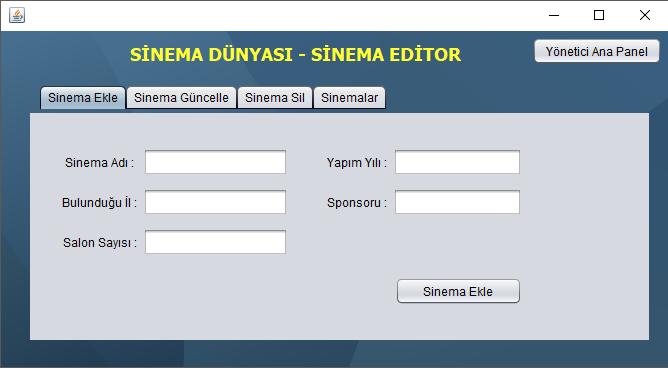 SİNEMA DÜNYASI - SİNEMA EDİTOR
Yönetici Ana Panel
Sinema Ekle Sinema Güncelle Sinema Sil Sinemalar
Sinema Adı : Yapım Yılı :
Bulunduğu İl : Sponsoru :
Salon Sayısı :
Sinema Ekle